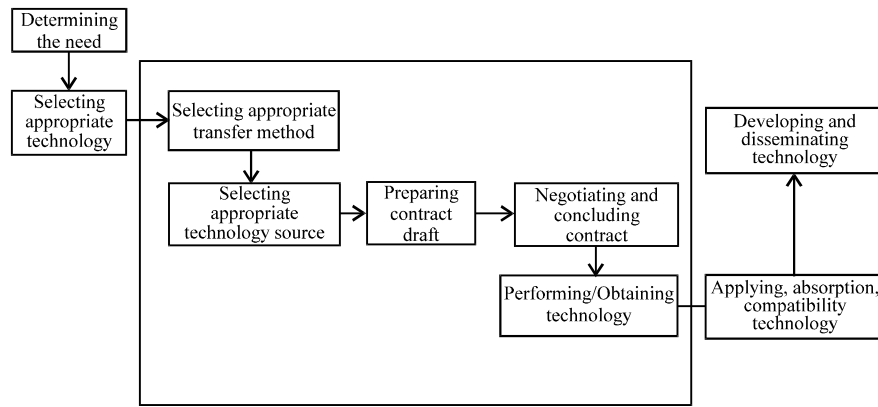 Determining
the need
Selecting
appropriate
technology
Selecting appropriate
transfer method
Selecting
appropriate
technology source
Preparing
contract
draft
Negotiating and
concluding
contract
Performing/Obtaining
technology
Applying, absorption,
compatibility
technology
Developing and
disseminating
technology